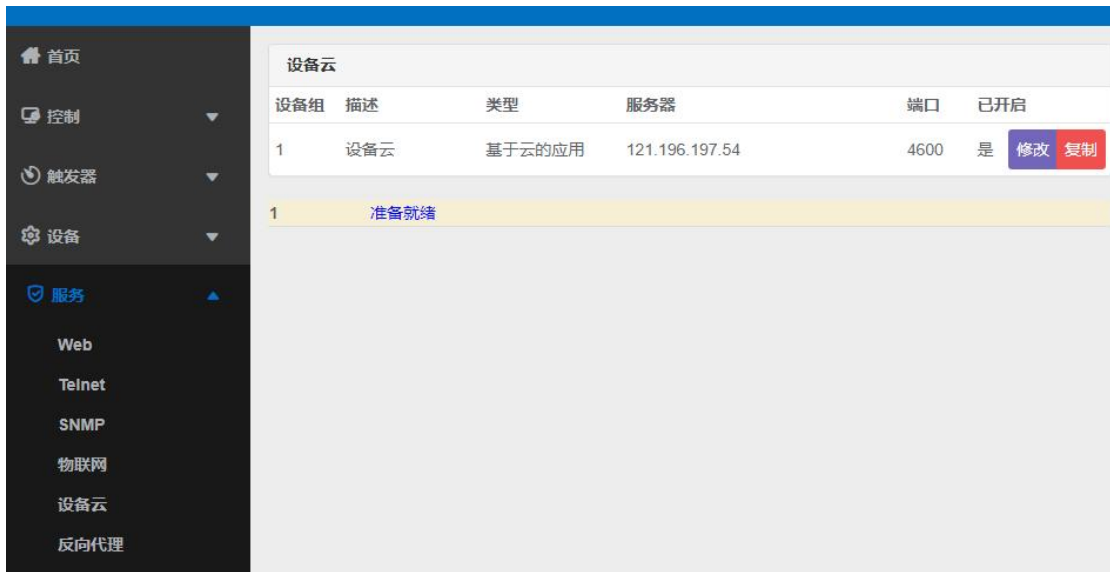 首页
控制
触发器
设备
服务
Web
Telnet
SNMP
物联网
设备云
反向代理
设备云
设备组 描述 类型 服务器 端口 已开启
1 设备云 基于云的应用 121.196.197.54 4600 是 修改 复制
1 准备就绪